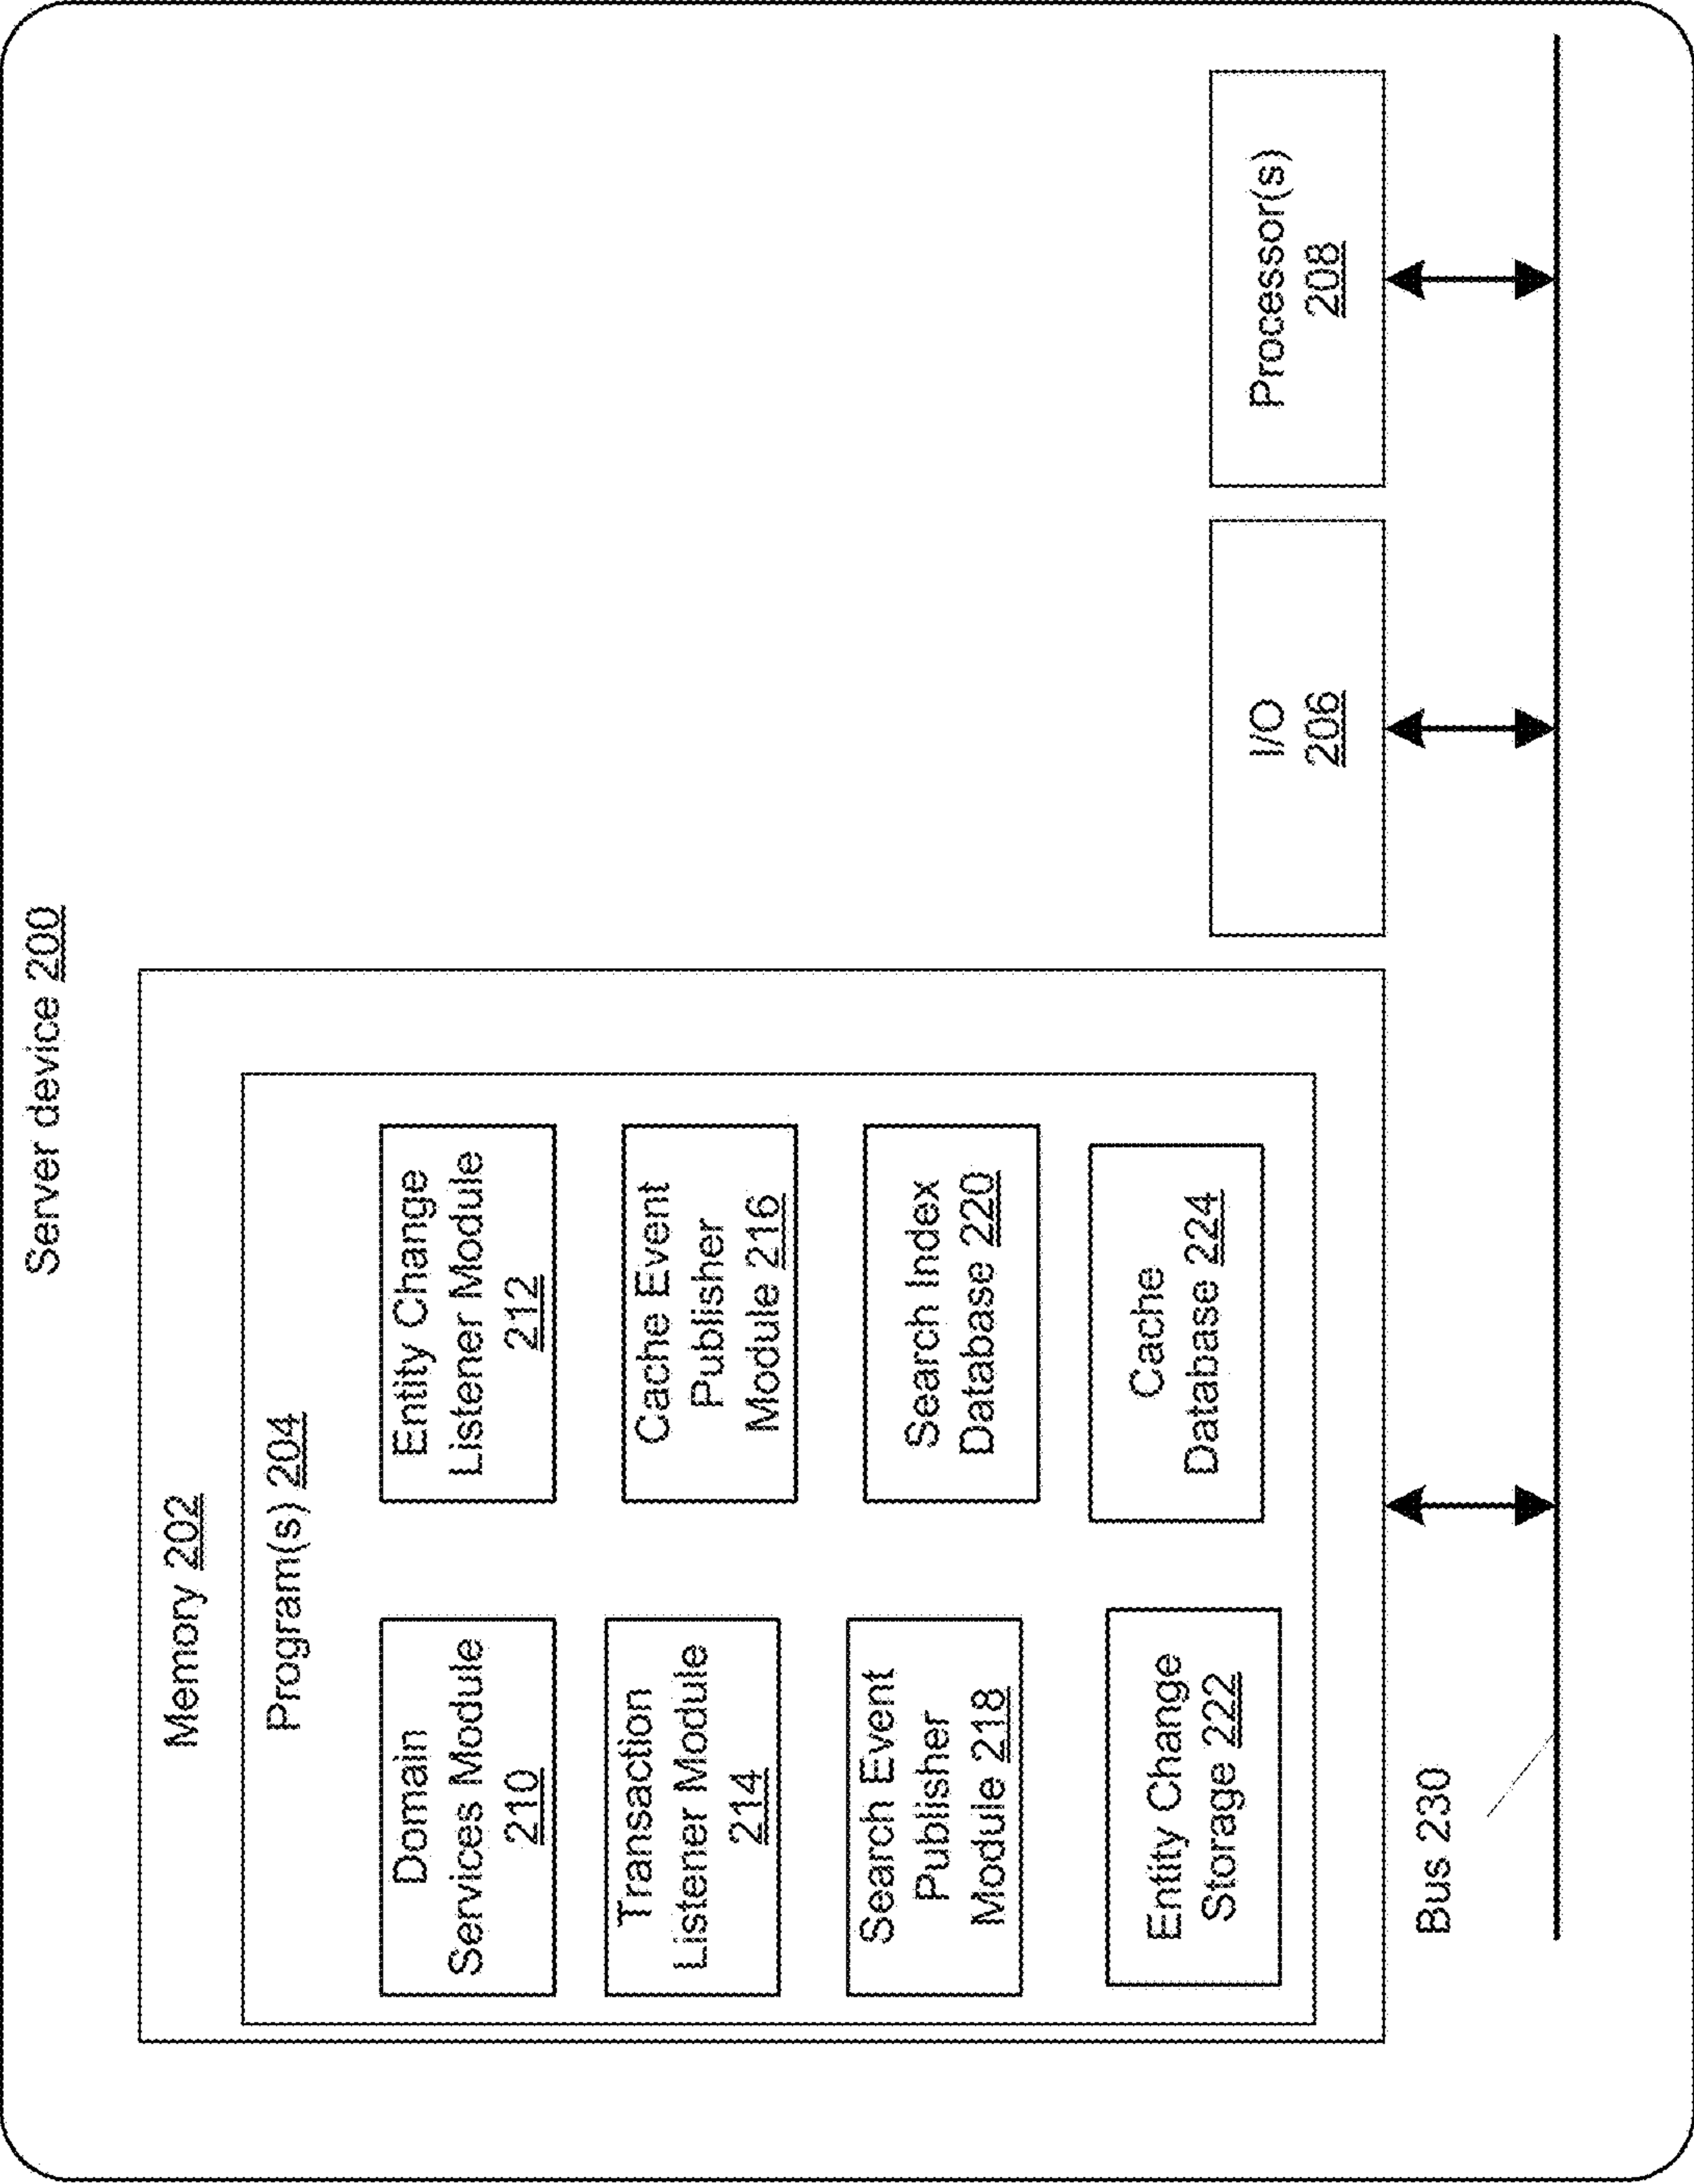 Server device 200
Memory 202
Program(s) 204
Domain
Services Module
210
Entity Change
Listener Module
212
Transaction
Listener Module
214
Cache Event
Publisher
Module 216
Search Event
Publisher
Module 218
Search Index
Database 220
Entity Change
Storage 222
Cache
Database 224
I/O
206
Processor(s)
208
Bus 230